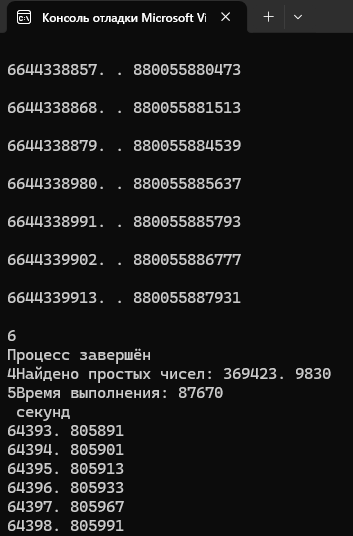 Консоль отладки Microsoft Vi
6644338857. . 880055880473
6644338868. . 880055881513
6644338879. . 880055884539
6644338980. . 880055885637
6644338991. . 880055885793
6644339902. . 880055886777
6644339913. . 880055887931
6
Процесс завершён
4Найдено простых чисел: 369423. 9830
5Время выполнения: 87670
секунд
64393. 805891
64394. 805901
64395. 805913
64396. 805933
64397. 805967
64398. 805991